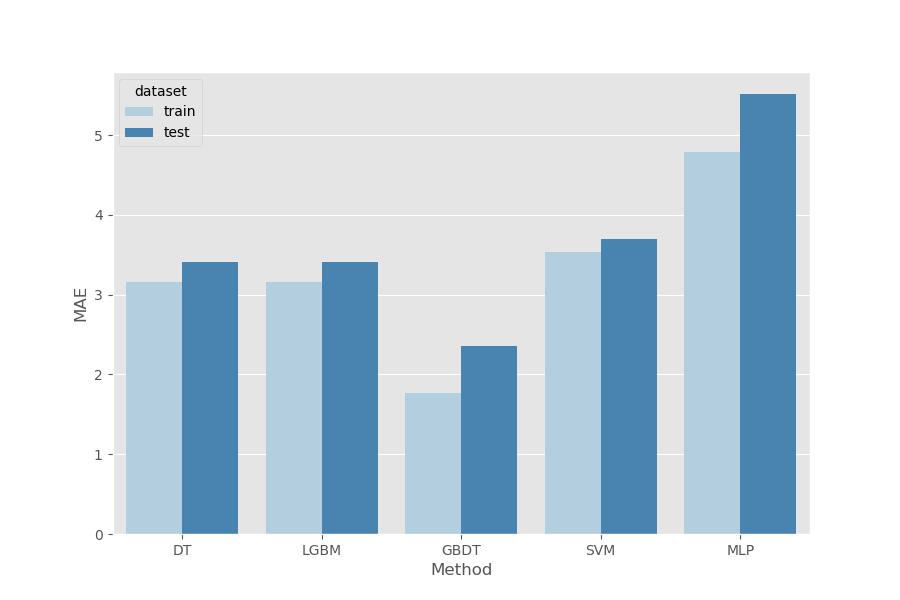 dataset
train
test
5
4
3
2
1
0
MAE
DT LGBM GBDT SVM MLP
Method